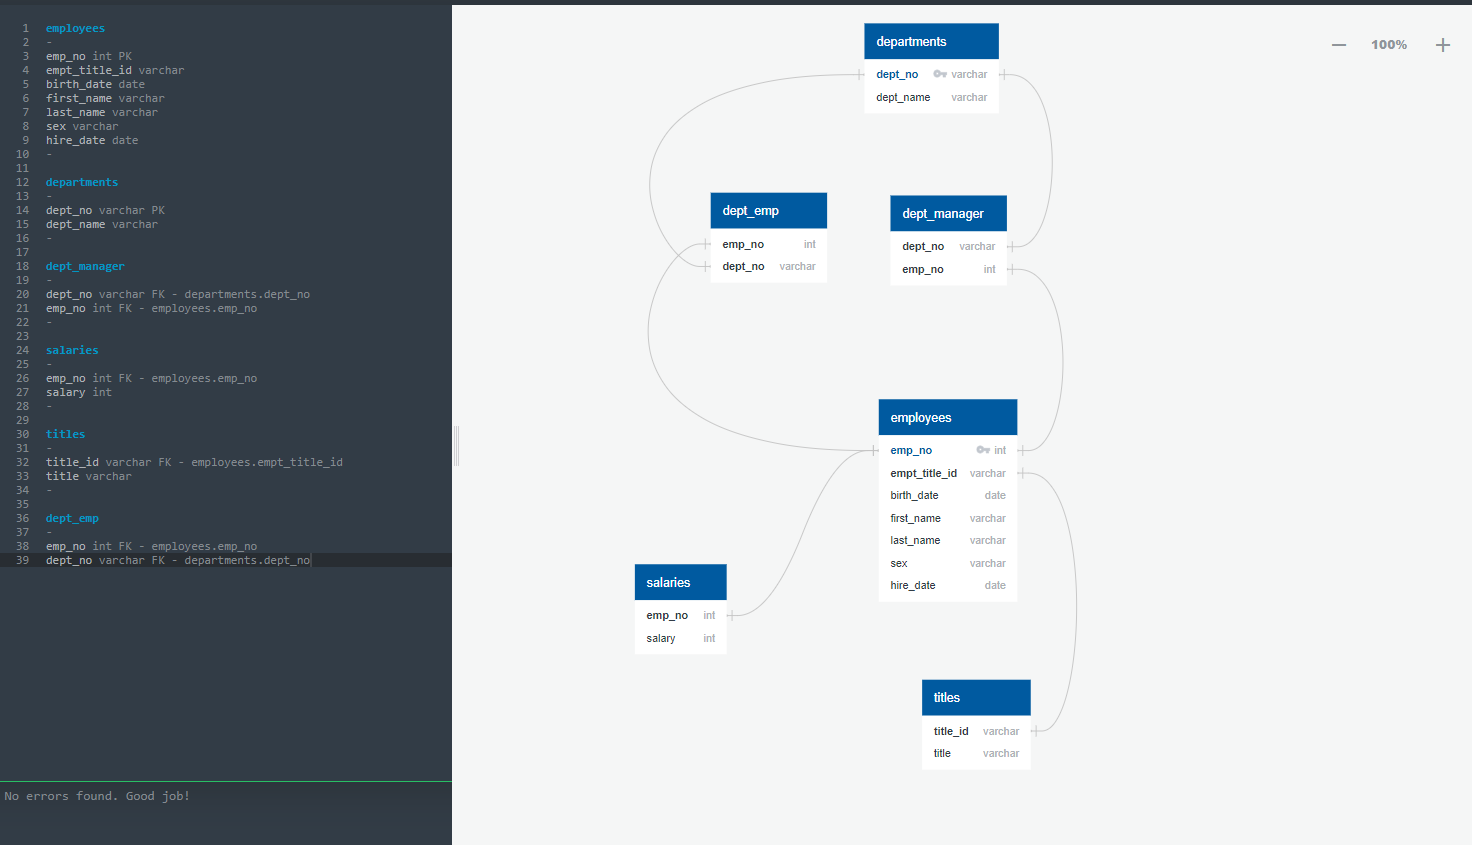 1 employees
2 -
3 emp_no int PK
4 empt_title_id varchar
5 birth_date date
6 first_name varchar
7 last_name varchar
8 sex varchar
9 hire_date date
10 -
11
12 departments
13 -
14 dept_no varchar PK
15 dept_name varchar
16 -
17
18 dept_manager
19 -
20 dept_no varchar FK - departments.dept_no
21 emp_no int FK - employees.emp_no
22 -
23
24 salaries
25 -
26 emp_no int FK - employees.emp_no
27 salary int
28 -
29
30 titles
31 -
32 title_id varchar FK - employees.empt_title_id
33 title varchar
34 -
35
36 dept_emp
37 -
38 emp_no int FK - employees.emp_no
39 dept_no varchar FK - departments.dept_no
No errors found. Good job!
100%
departments
dept_no varchar
dept_name varchar
dept_emp
emp_no int
dept_no varchar
dept_manager
dept_no varchar
emp_no int
employees
emp_no int
empt_title_id varchar
birth_date date
first_name varchar
last_name varchar
sex varchar
hire_date date
salaries
emp_no int
salary int
titles
title_id varchar
title varchar